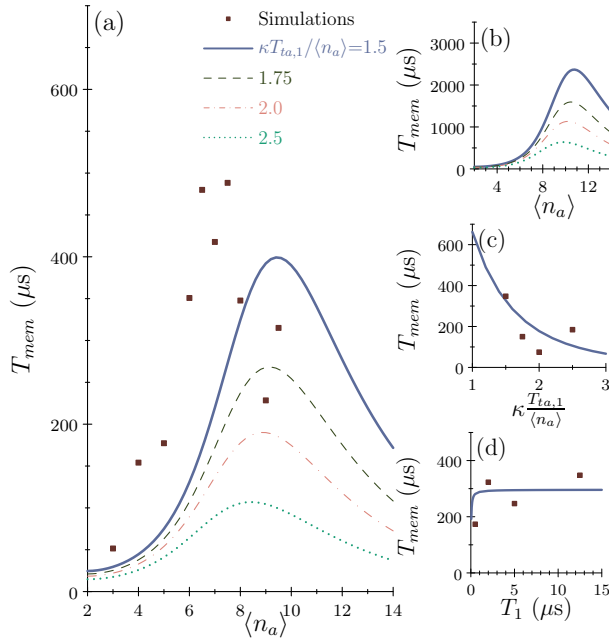 (a)
Simulations
κT_{ta,1}/⟨n_a⟩=1.5
1.75
2.0
2.5
600
400
200
0
T_{mem} (μs)
2 4 6 8 10 12 14
⟨n_a⟩
(b)
3000
2000
1000
0
T_{mem} (μs)
4 8 12
⟨n_a⟩
(c)
600
400
200
0
T_{mem} (μs)
1 2 3
κ T_{ta,1}/⟨n_a⟩
(d)
400
200
0
T_{mem} (μs)
0 5 10 15
T_1 (μs)